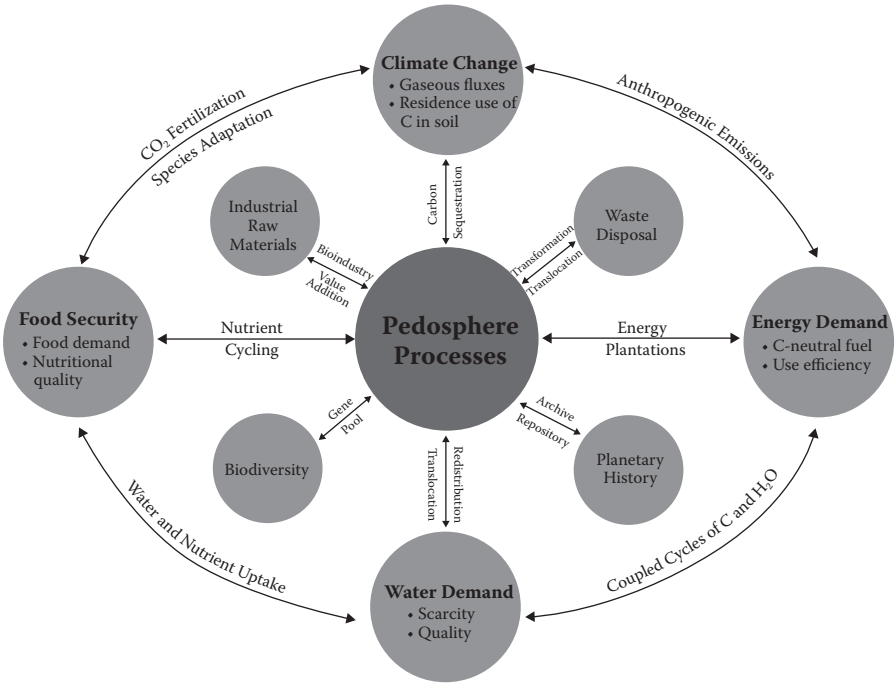 Climate Change
• Gaseous fluxes
• Residence use of
C in soil
CO₂ Fertilization
Species Adaptation
Anthropogenic Emissions
Carbon
Sequestration
Industrial
Raw
Materials
Bioindustry
Value
Addition
Waste
Disposal
Transformation
Translocation
Food Security
• Food demand
• Nutritional
quality
Nutrient
Cycling
Pedosphere
Processes
Energy
Plantations
Energy Demand
• C-neutral fuel
• Use efficiency
Biodiversity
Gene
Pool
Archive
Repository
Planetary
History
Redistribution
Translocation
Water and Nutrient Uptake
Coupled Cycles of C and H₂O
Water Demand
• Scarcity
• Quality